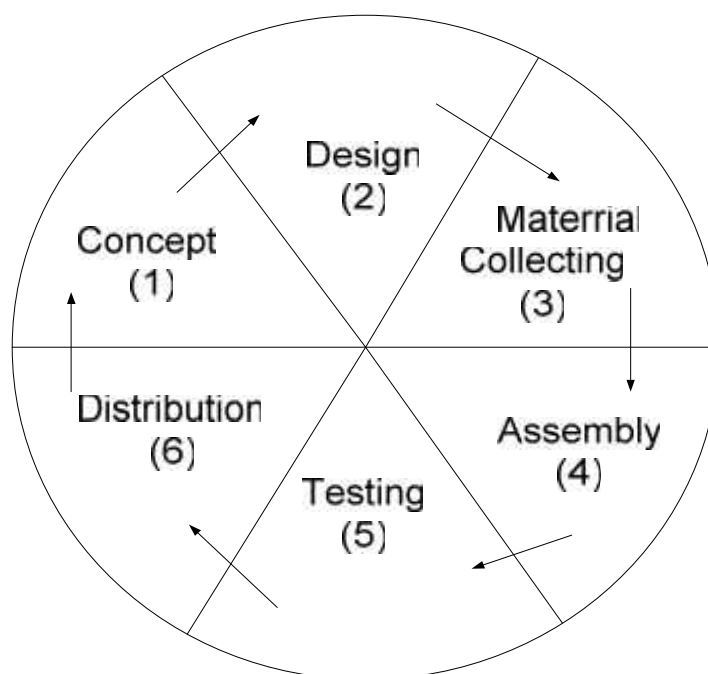 Concept
(1)
Design
(2)
Materrial
Collecting
(3)
Assembly
(4)
Testing
(5)
Distribution
(6)